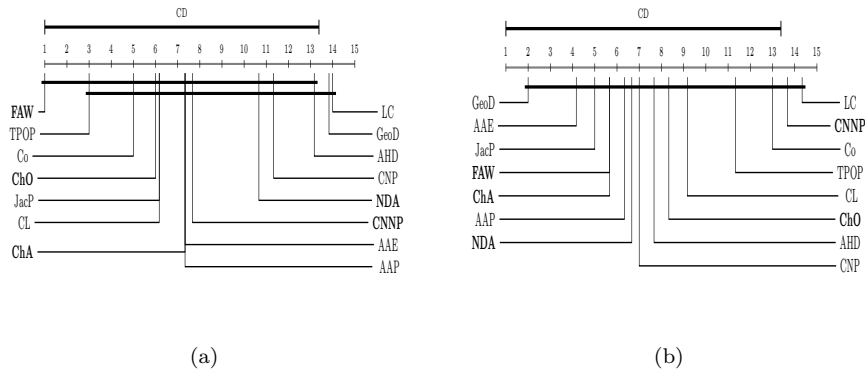 CD
1 2 3 4 5 6 7 8 9 10 11 12 13 14 15
FAW LC
TPOP GeoD
Co AHD
ChO CNP
JacP NDA
CL CNNP
ChA AAE
AAP
(a)
CD
1 2 3 4 5 6 7 8 9 10 11 12 13 14 15
GeoD LC
AAE CNNP
JacP Co
FAW TPOP
ChA CL
AAP ChO
NDA AHD
CNP
(b)